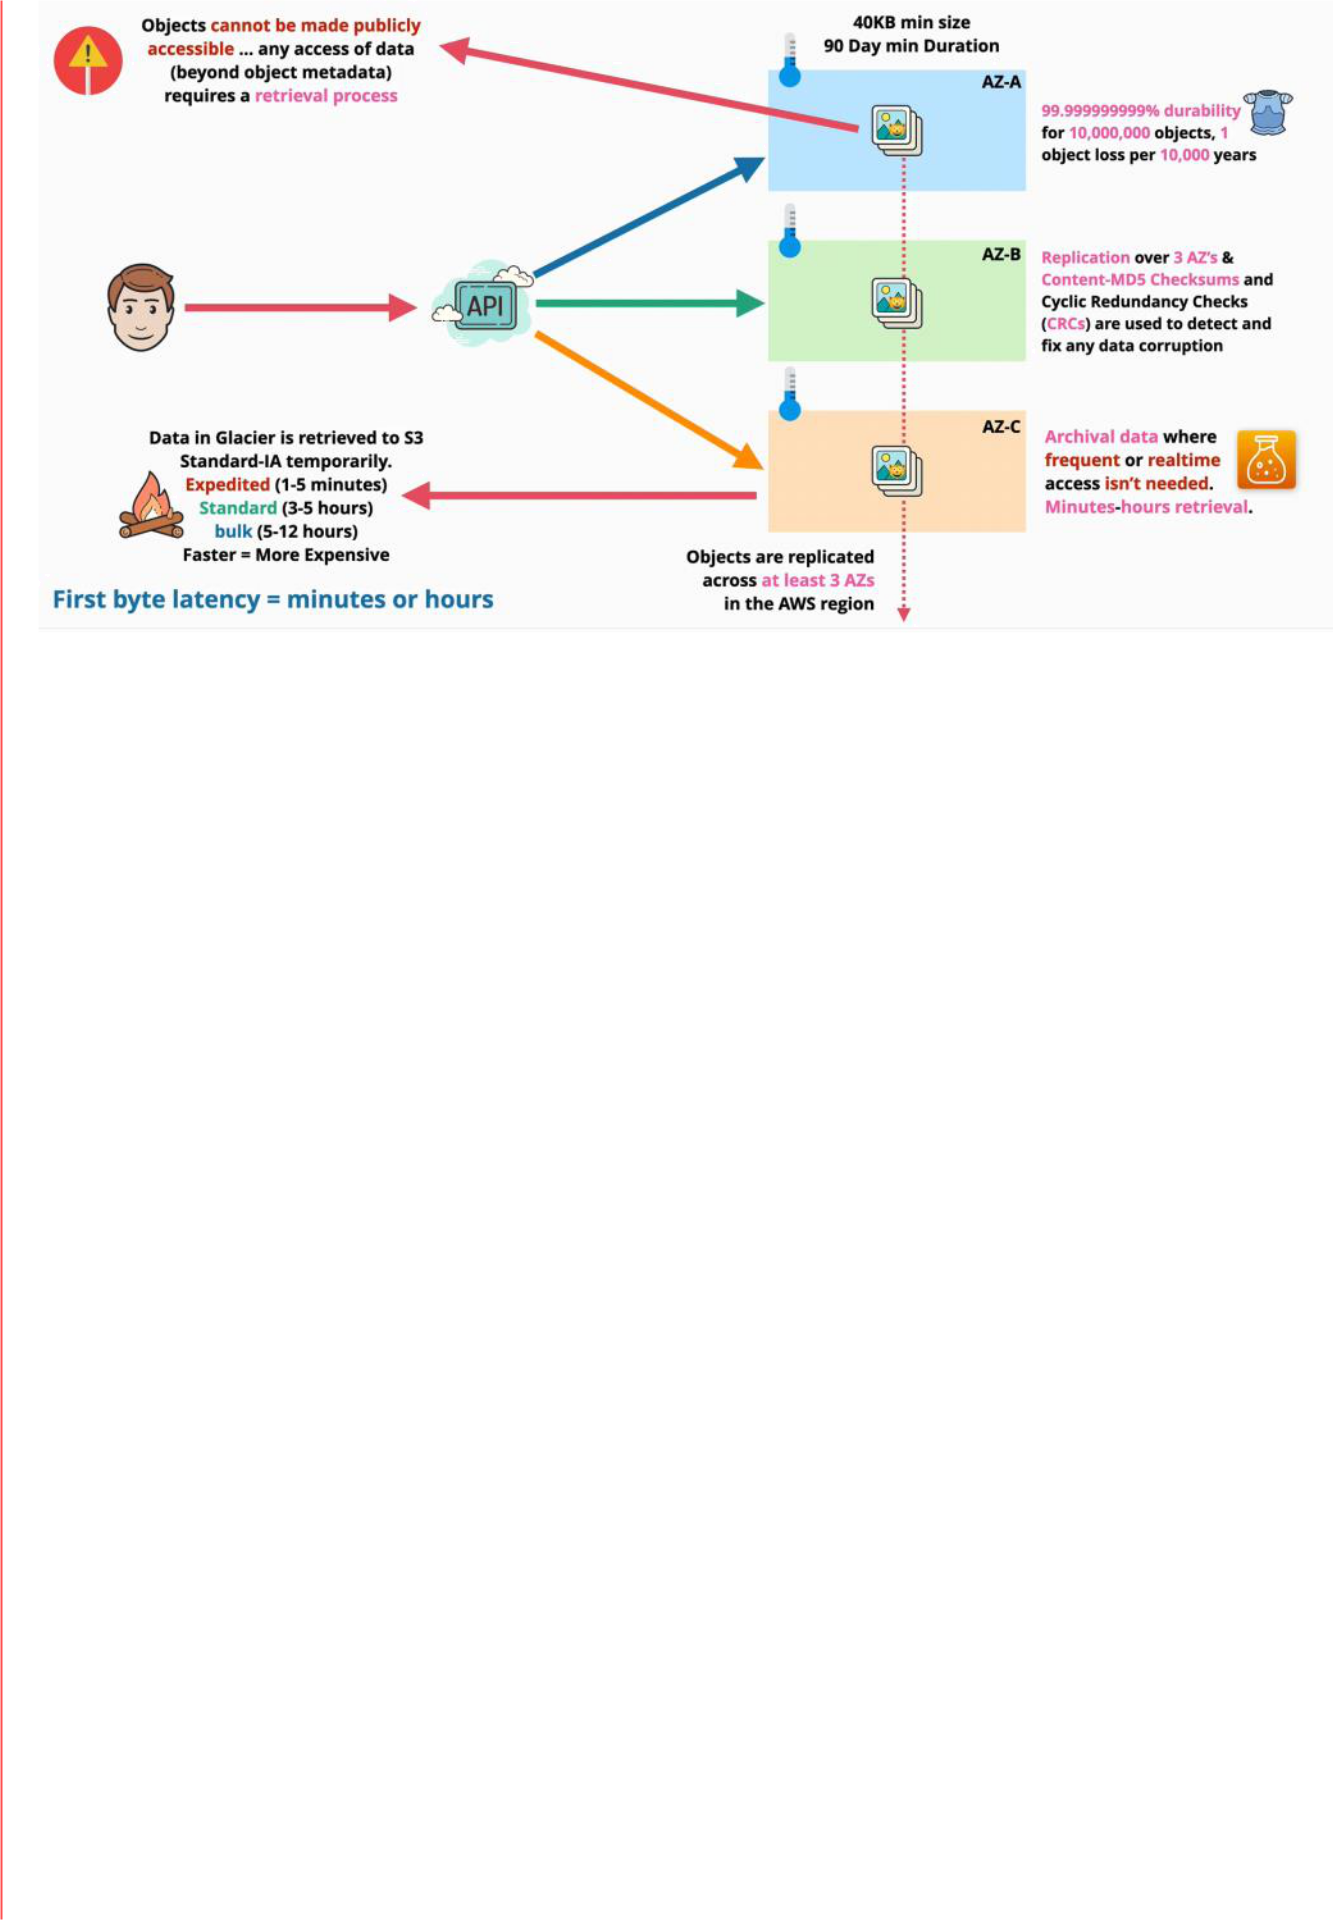 Objects cannot be made publicly
accessible ... any access of data
(beyond object metadata)
requires a retrieval process
40KB min size
90 Day min Duration
AZ-A
99.999999999% durability
for 10,000,000 objects, 1
object loss per 10,000 years
API
AZ-B
Replication over 3 AZ's &
Content-MD5 Checksums and
Cyclic Redundancy Checks
(CRCs) are used to detect and
fix any data corruption
Data in Glacier is retrieved to S3
Standard-IA temporarily.
Expedited (1-5 minutes)
Standard (3-5 hours)
bulk (5-12 hours)
Faster = More Expensive
First byte latency = minutes or hours
AZ-C
Archival data where
frequent or realtime
access isn't needed.
Minutes-hours retrieval.
Objects are replicated
across at least 3 AZs
in the AWS region